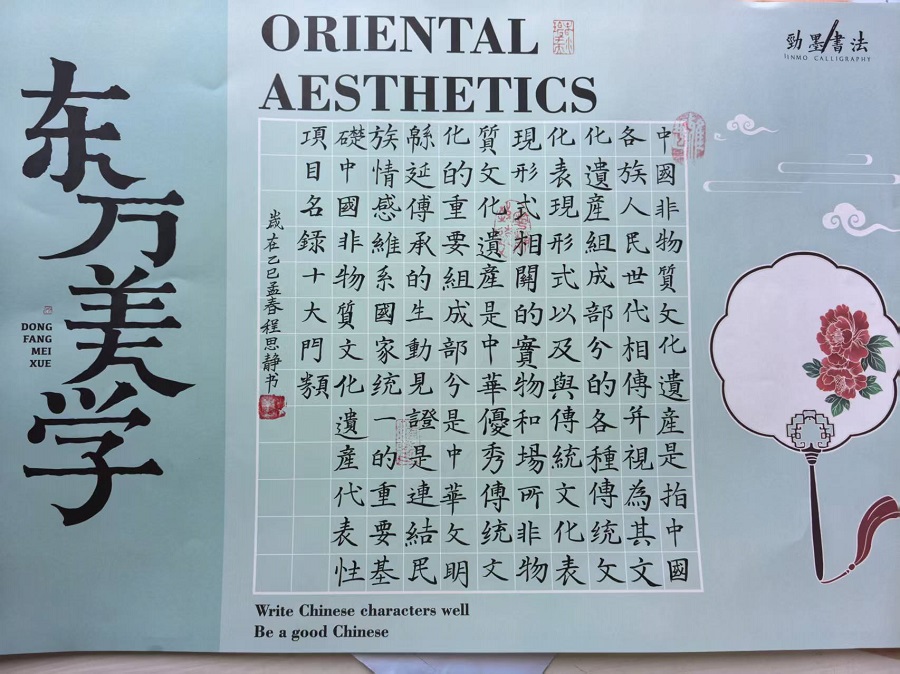 东方美学
DONG
FANG
MEI
XUE
ORIENTAL
AESTHETICS
勁墨書法
JINMO CALLIGRAPHY
中國非物質文化遺產是指中國
各族人民世代相傳并視為其文
化遺產組成部分的各種傳统文
化表現形式以及與傳統文化表
現形式相關的實物和場所非物
質文化遺產是中華優秀傳统文
化的重要組成部分是中華文明
緜延傳承的生動見證是連結民
族情感維系國家统一的重要基
礎中國非物質文化遺產代表性
項目名錄十大門類
歲在乙巳孟春程思静书
Write Chinese characters well
Be a good Chinese